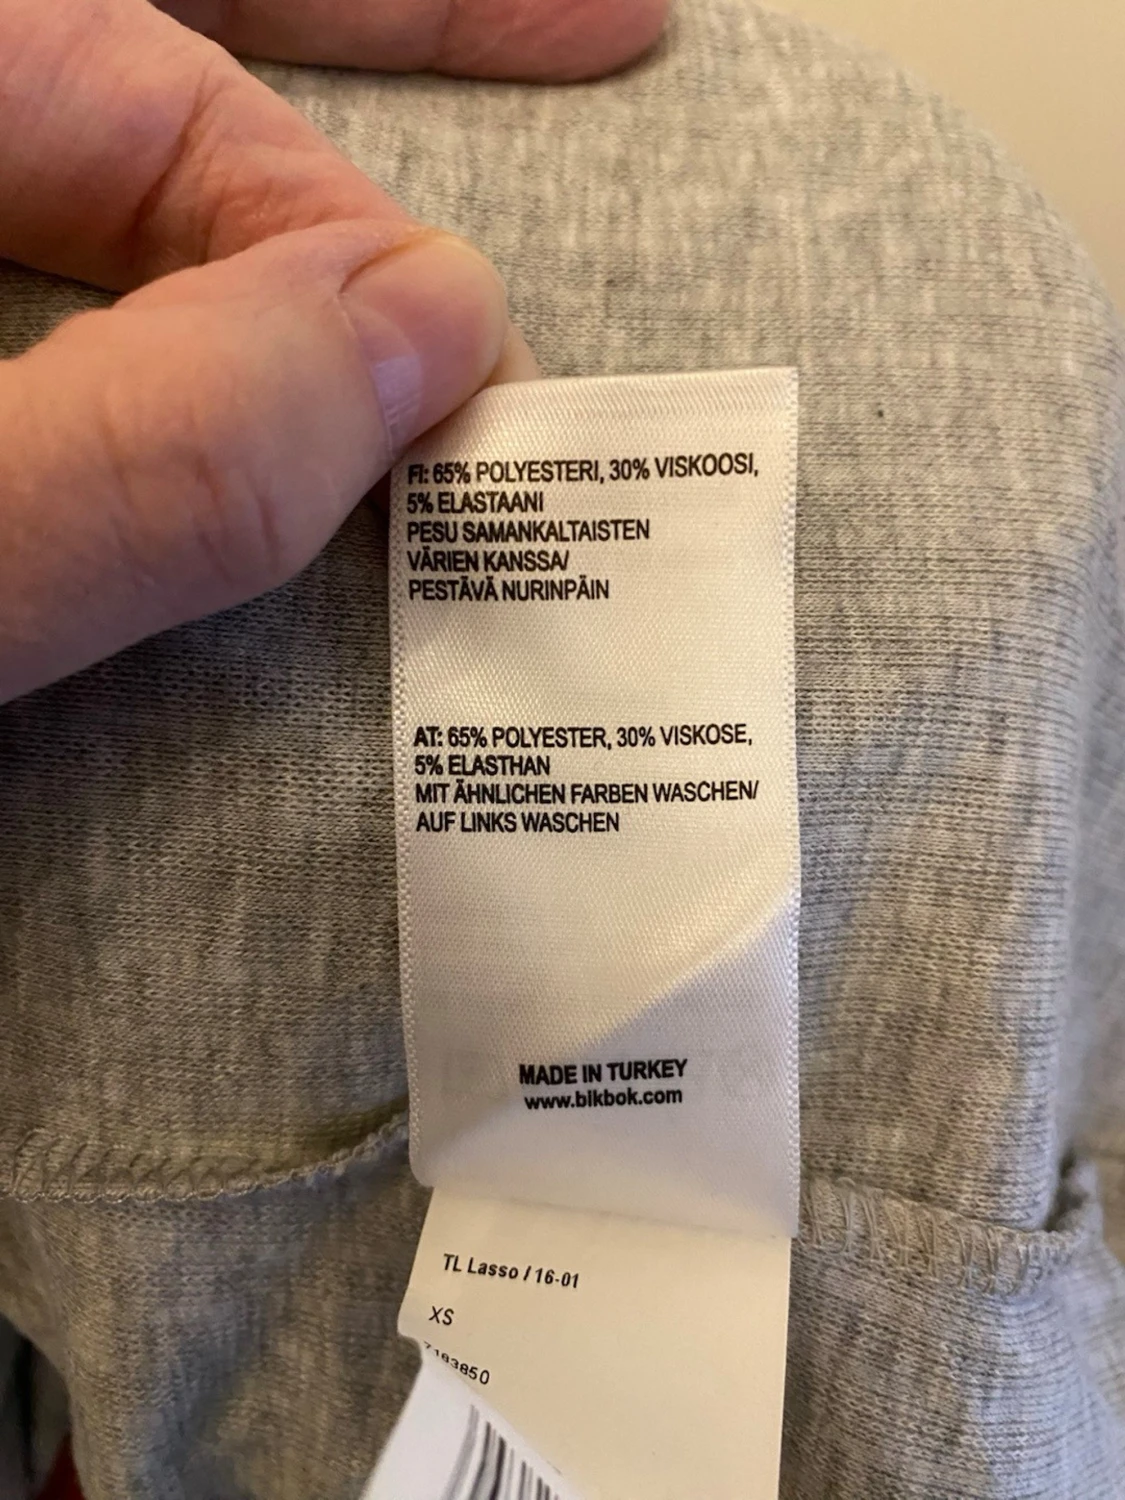 FI: 65% POLYESTERI, 30% VISKOOSI,
5% ELASTAANI
PESU SAMANKALTAISTEN
VÄRIEN KANSSA/
PESTÄVÄ NURINPÄIN
AT: 65% POLYESTER, 30% VISKOSE,
5% ELASTHAN
MIT ÄHNLICHEN FARBEN WASCHEN/
AUF LINKS WASCHEN
MADE IN TURKEY
www.bikbok.com
TL Lasso / 16-01
XS
7193850